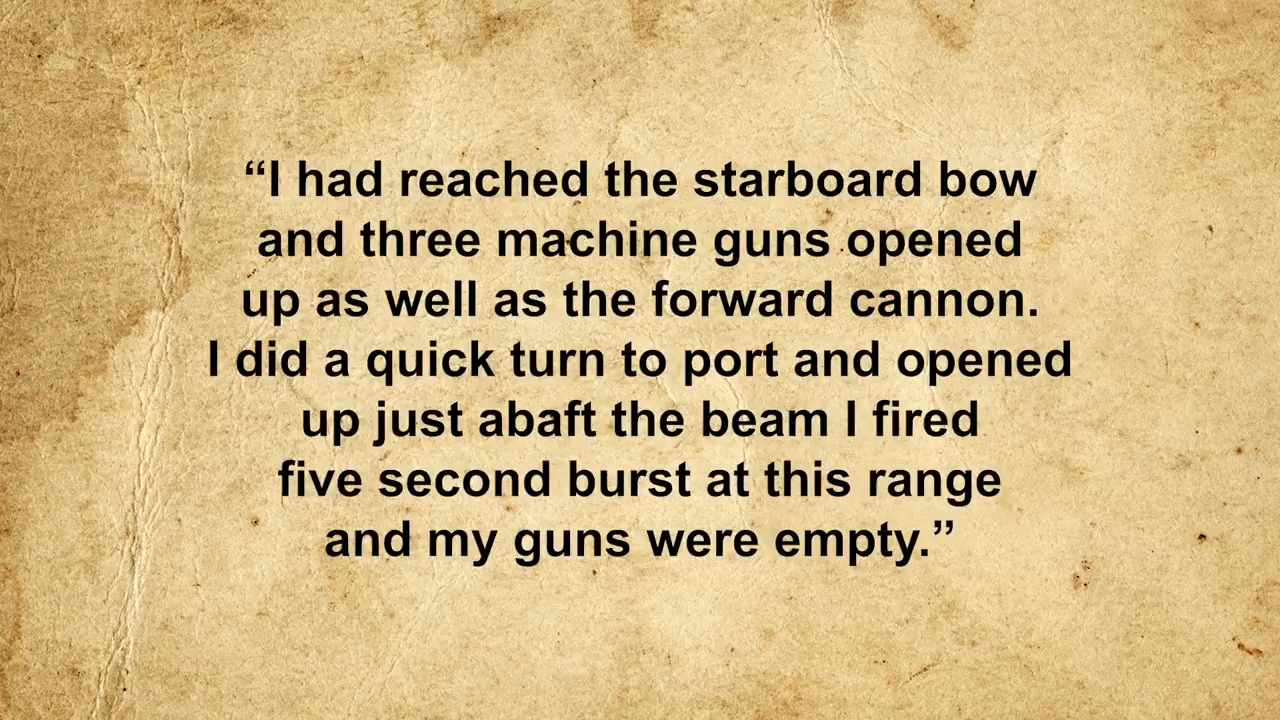 “I had reached the starboard bow
and three machine guns opened
up as well as the forward cannon.
I did a quick turn to port and opened
up just abaft the beam I fired
five second burst at this range
and my guns were empty.”